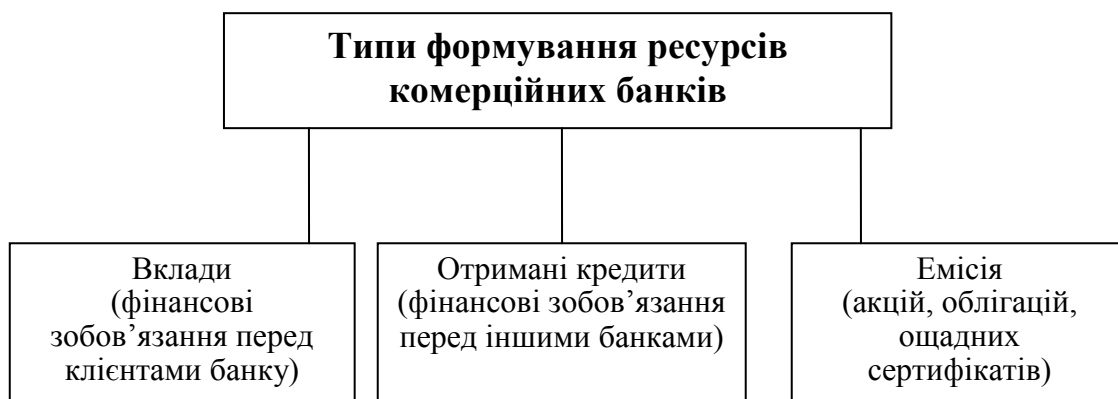 Типи формування ресурсів
комерційних банків
Вклади
(фінансові
зобов’язання перед
клієнтами банку)
Отримані кредити
(фінансові зобов’язання
перед іншими банками)
Емісія
(акцій, облігацій,
ощадних
сертифікатів)